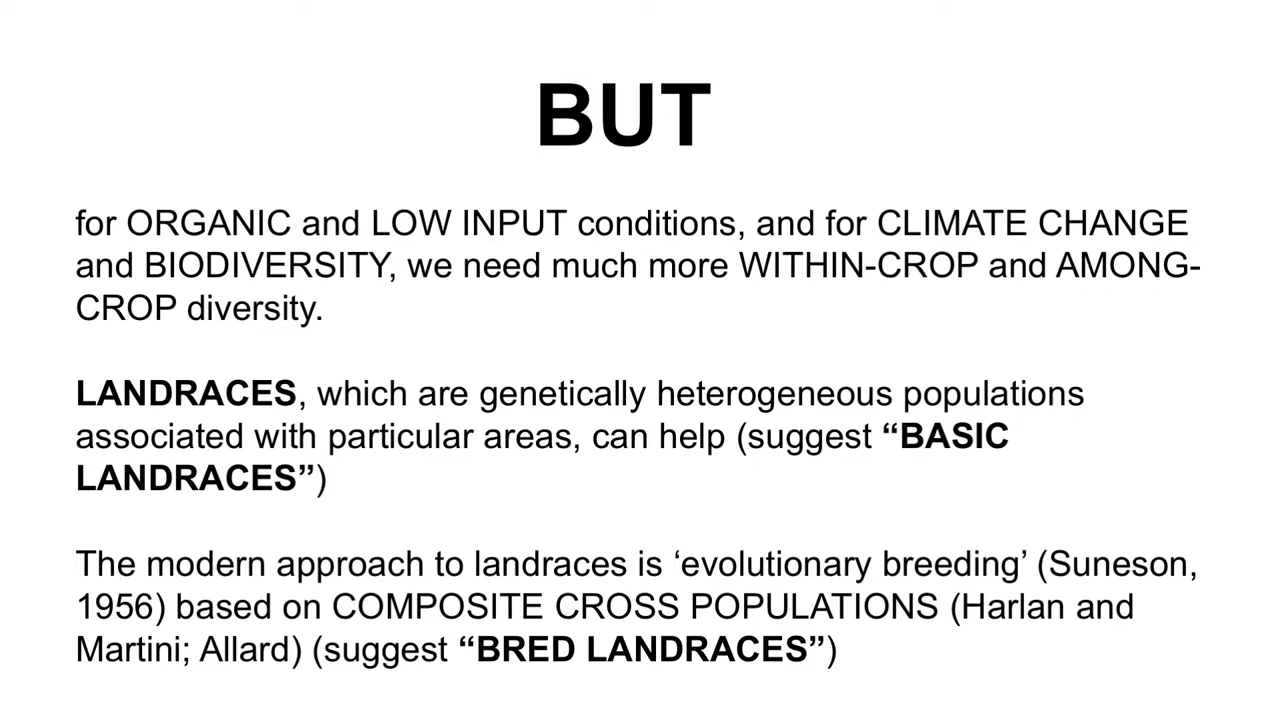 BUT
for ORGANIC and LOW INPUT conditions, and for CLIMATE CHANGE
and BIODIVERSITY, we need much more WITHIN-CROP and AMONG-
CROP diversity.
LANDRACES, which are genetically heterogeneous populations
associated with particular areas, can help (suggest “BASIC
LANDRACES”)
The modern approach to landraces is ‘evolutionary breeding’ (Suneson,
1956) based on COMPOSITE CROSS POPULATIONS (Harlan and
Martini; Allard) (suggest “BRED LANDRACES”)